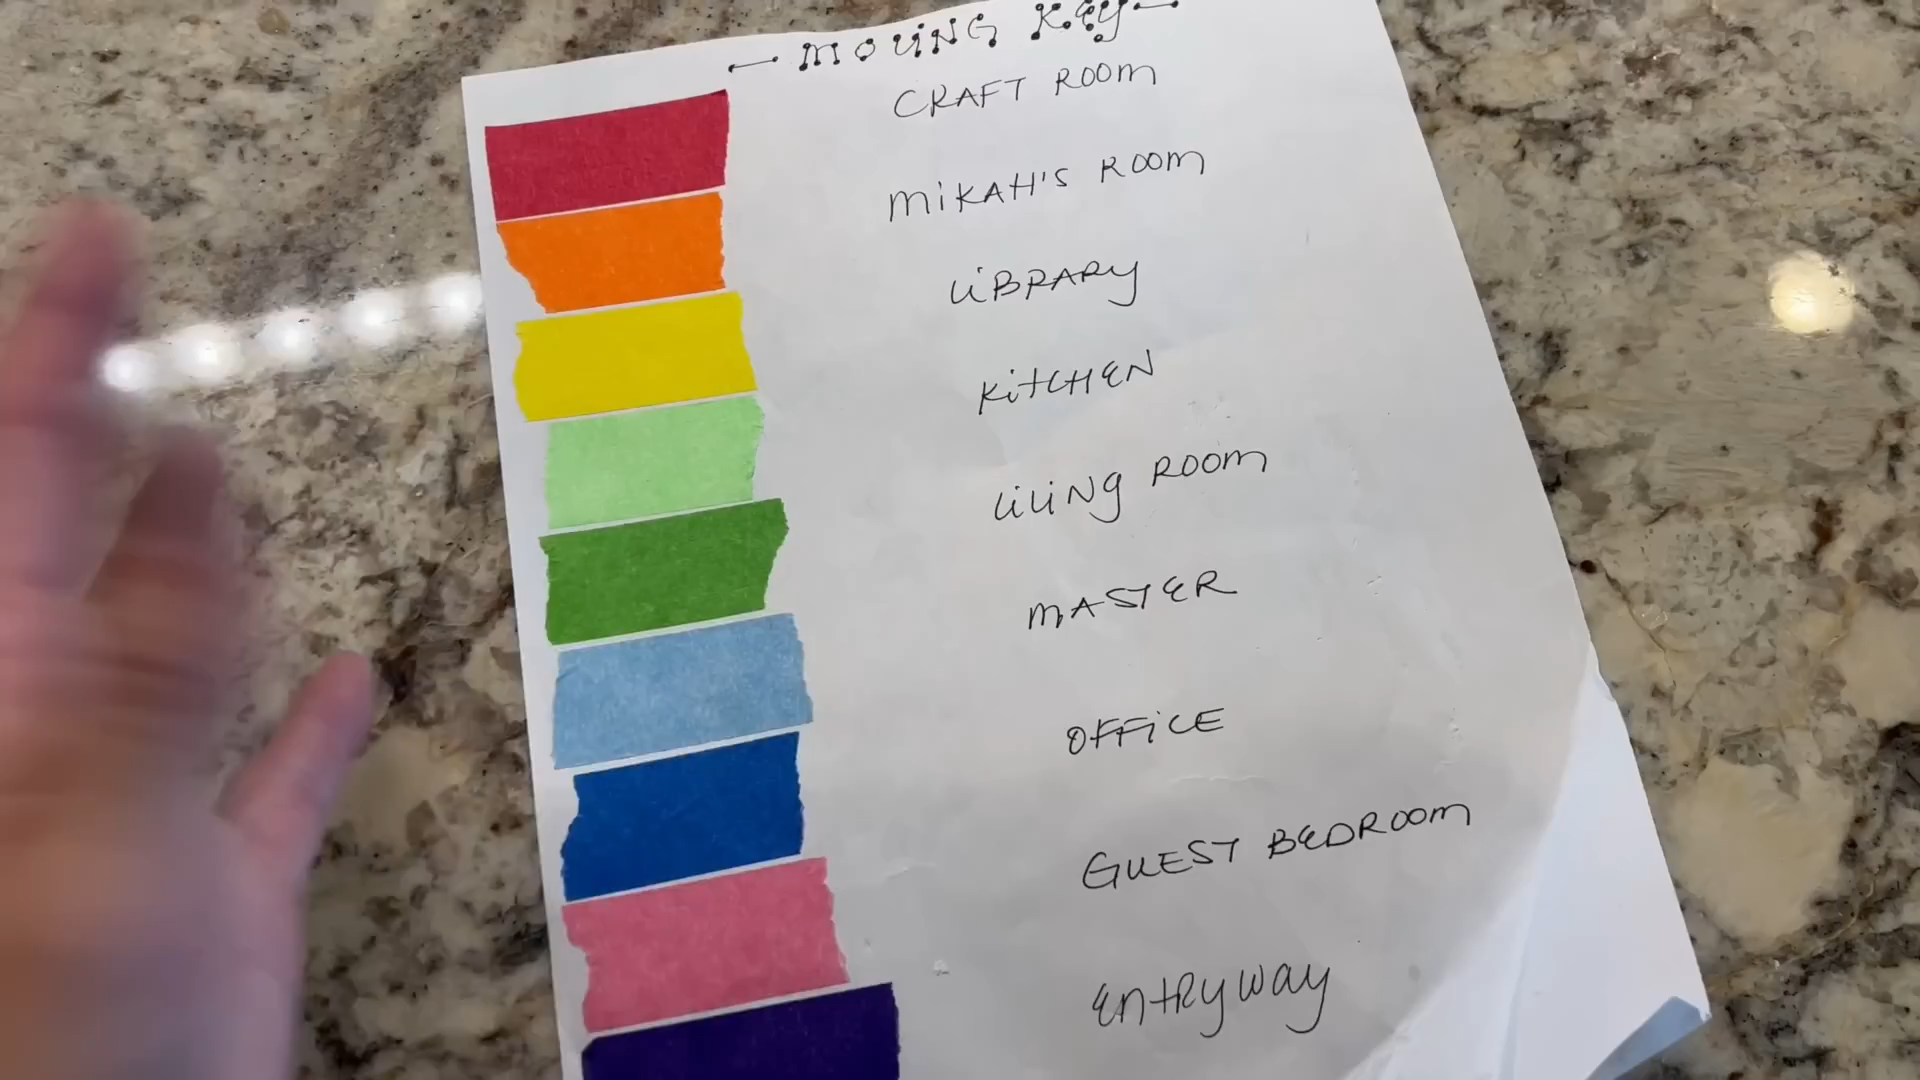 MOVING KEY
CRAFT ROOM
MIKAH'S ROOM
LIBRARY
KITCHEN
LIVING ROOM
MASTER
OFFICE
GUEST BEDROOM
ENTRYWAY